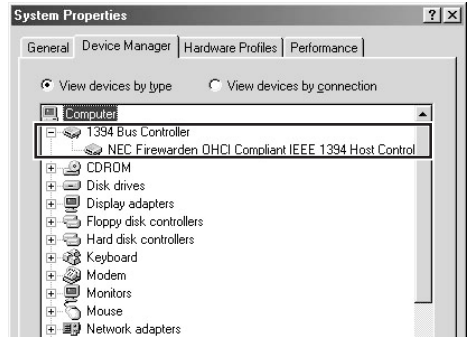 System Properties
General Device Manager Hardware Profiles Performance
View devices by type View devices by connection
Computer
1394 Bus Controller
NEC Firewarden OHCI Compliant IEEE 1394 Host Control
CDROM
Disk drives
Display adapters
Floppy disk controllers
Hard disk controllers
Keyboard
Modem
Monitors
Mouse
Network adapters